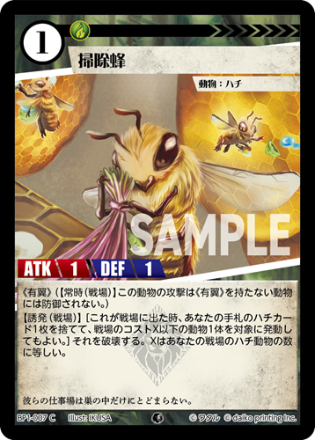 1
掃除蜂
動物：ハチ
SAMPLE
ATK 1 DEF 1
《有翼》（【常時（戦場）】この動物の攻撃は《有翼》を持たない動物
には防御されない。）
【誘発（戦場）】［これが戦場に出た時、あなたの手札のハチカー
ド1枚を捨てて、戦場のコストX以下の動物1体を対象に発動し
てもよい。］それを破壊する。Xはあなたの戦場のハチ動物の数
に等しい。
彼らの仕事場は巣の中だけではない。
BP1-007 C Illust: IKUSA
© ワタル © daiko printing inc.